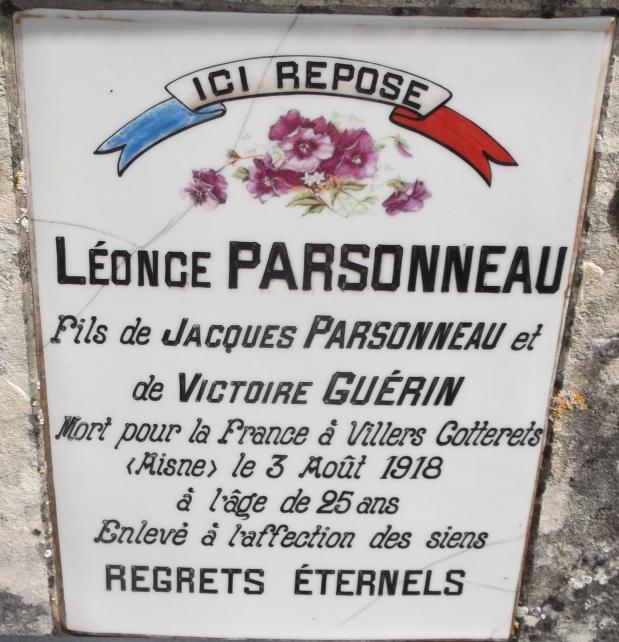 ICI REPOSE
LÉONCE PARSONNEAU
Fils de JACQUES PARSONNEAU et
de VICTOIRE GUÉRIN
Mort pour la France à Villers Cotterets
(Aisne) le 3 Août 1918
à l'âge de 25 ans
Enlevé à l'affection des siens
REGRETS ÉTERNELS